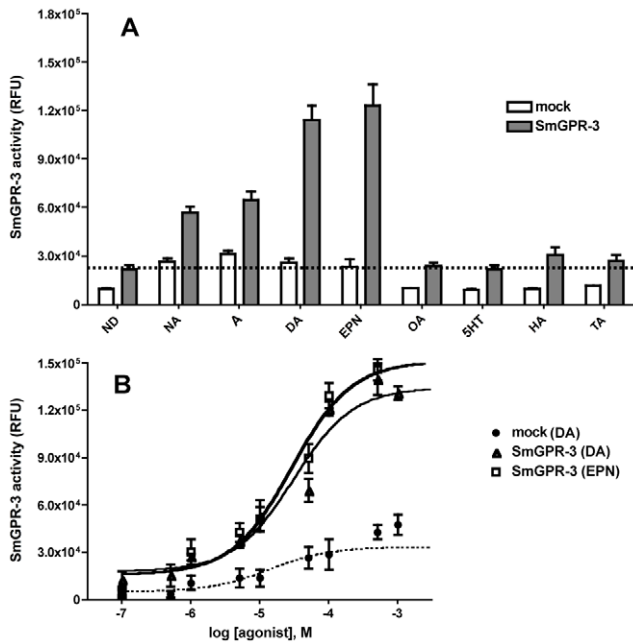 A
SmGPR-3 activity (RFU)
1.8x10⁵
1.5x10⁵
1.2x10⁵
9.0x10⁴
6.0x10⁴
3.0x10⁴
0
mock
SmGPR-3
ND NA A DA EPN OA 5HT HA TA
B
SmGPR-3 activity (RFU)
1.5x10⁵
1.2x10⁵
9.0x10⁴
6.0x10⁴
3.0x10⁴
0
mock (DA)
SmGPR-3 (DA)
SmGPR-3 (EPN)
-7 -6 -5 -4 -3
log [agonist], M